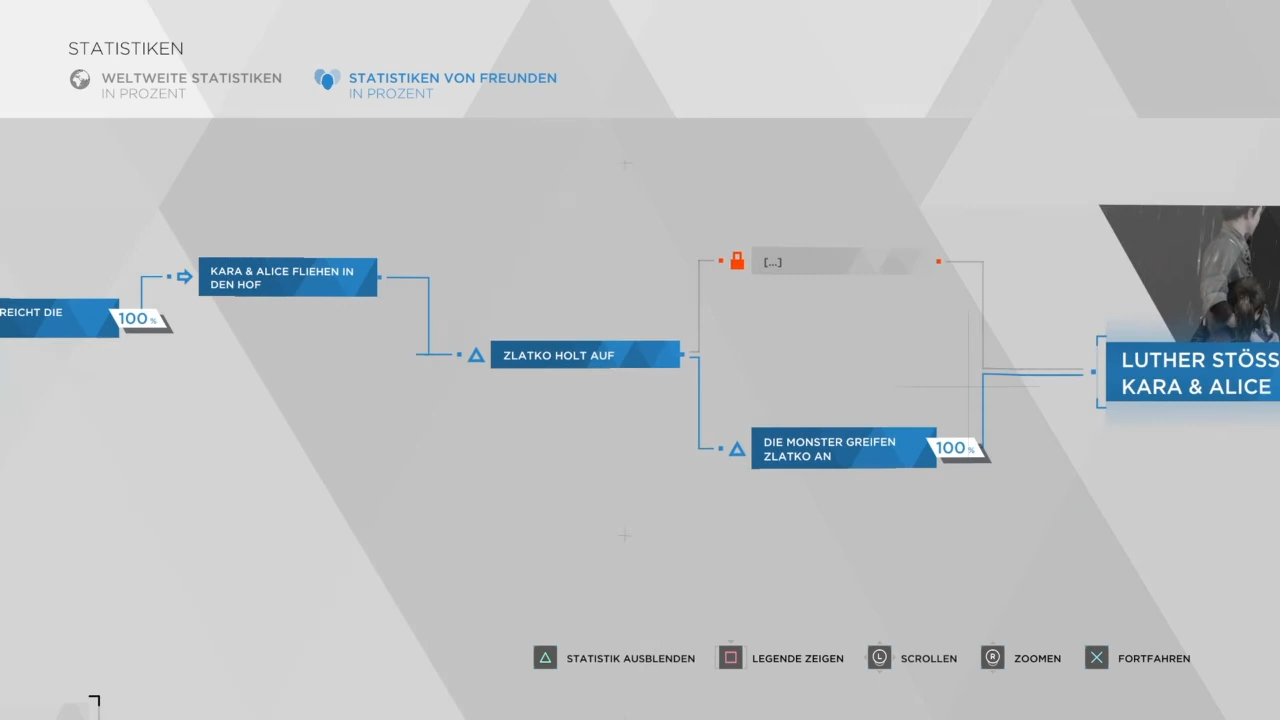 STATISTIKEN
WELTWEITE STATISTIKEN
IN PROZENT
STATISTIKEN VON FREUNDEN
IN PROZENT
REICHT DIE
100 %
KARA & ALICE FLIEHEN IN
DEN HOF
ZLATKO HOLT AUF
[...]
DIE MONSTER GREIFEN
ZLATKO AN
100 %
LUTHER STÖSS
KARA & ALICE
STATISTIK AUSBLENDEN
LEGENDE ZEIGEN
L
SCROLLEN
R
ZOOMEN
FORTFAHREN